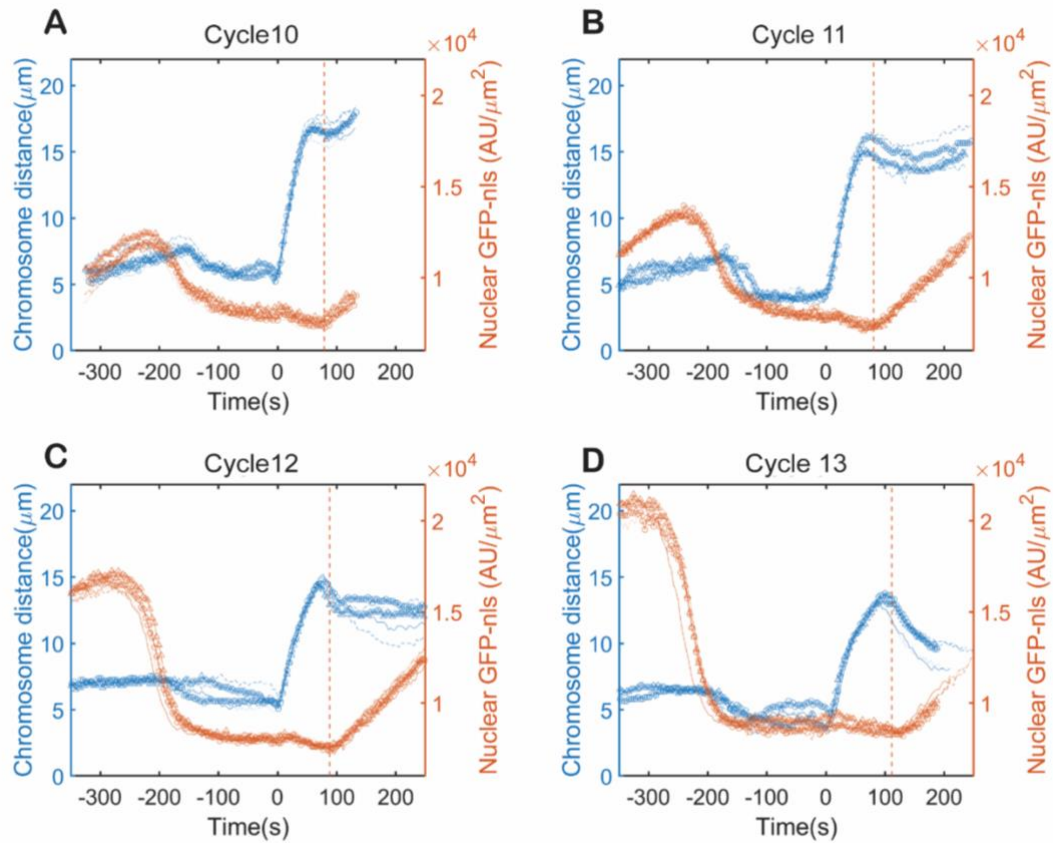 A
Cycle10
×10⁴
Chromosome distance(μm)
20
15
10
5
0
2
1.5
1
Nuclear GFP-nls (AU/μm²)
-300 -200 -100 0 100 200
Time(s)
B
Cycle 11
×10⁴
Chromosome distance(μm)
20
15
10
5
0
2
1.5
1
Nuclear GFP-nls (AU/μm²)
-300 -200 -100 0 100 200
Time(s)
C
Cycle12
×10⁴
Chromosome distance(μm)
20
15
10
5
0
2
1.5
1
Nuclear GFP-nls (AU/μm²)
-300 -200 -100 0 100 200
Time(s)
D
Cycle 13
×10⁴
Chromosome distance(μm)
20
15
10
5
0
2
1.5
1
Nuclear GFP-nls (AU/μm²)
-300 -200 -100 0 100 200
Time(s)